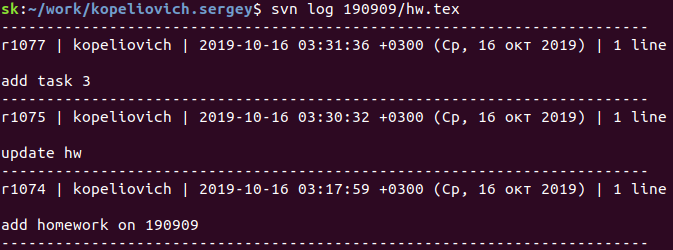 sk:~/work/kopeliovich.sergey$ svn log 190909/hw.tex
------------------------------------------------------------------------
r1077 | kopeliovich | 2019-10-16 03:31:36 +0300 (Ср, 16 окт 2019) | 1 line
add task 3
------------------------------------------------------------------------
r1075 | kopeliovich | 2019-10-16 03:30:32 +0300 (Ср, 16 окт 2019) | 1 line
update hw
------------------------------------------------------------------------
r1074 | kopeliovich | 2019-10-16 03:17:59 +0300 (Ср, 16 окт 2019) | 1 line
add homework on 190909
------------------------------------------------------------------------